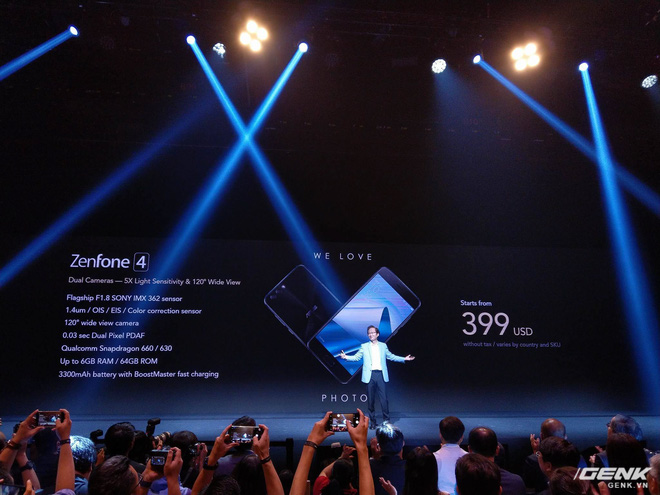 Zenfone 4
Dual Cameras — 5X Light Sensitivity & 120° Wide View
Flagship F1.8 SONY IMX 362 sensor
1.4um / OIS / EIS / Color correction sensor
120° wide view camera
0.03 sec Dual Pixel PDAF
Qualcomm Snapdragon 660 / 630
Up to 6GB RAM / 64GB ROM
3300mAh battery with BoostMaster fast charging
WE LOVE
PHOTO
Starts from
399 USD
without tax / varies by country and SKU
GENK
GENK.VN